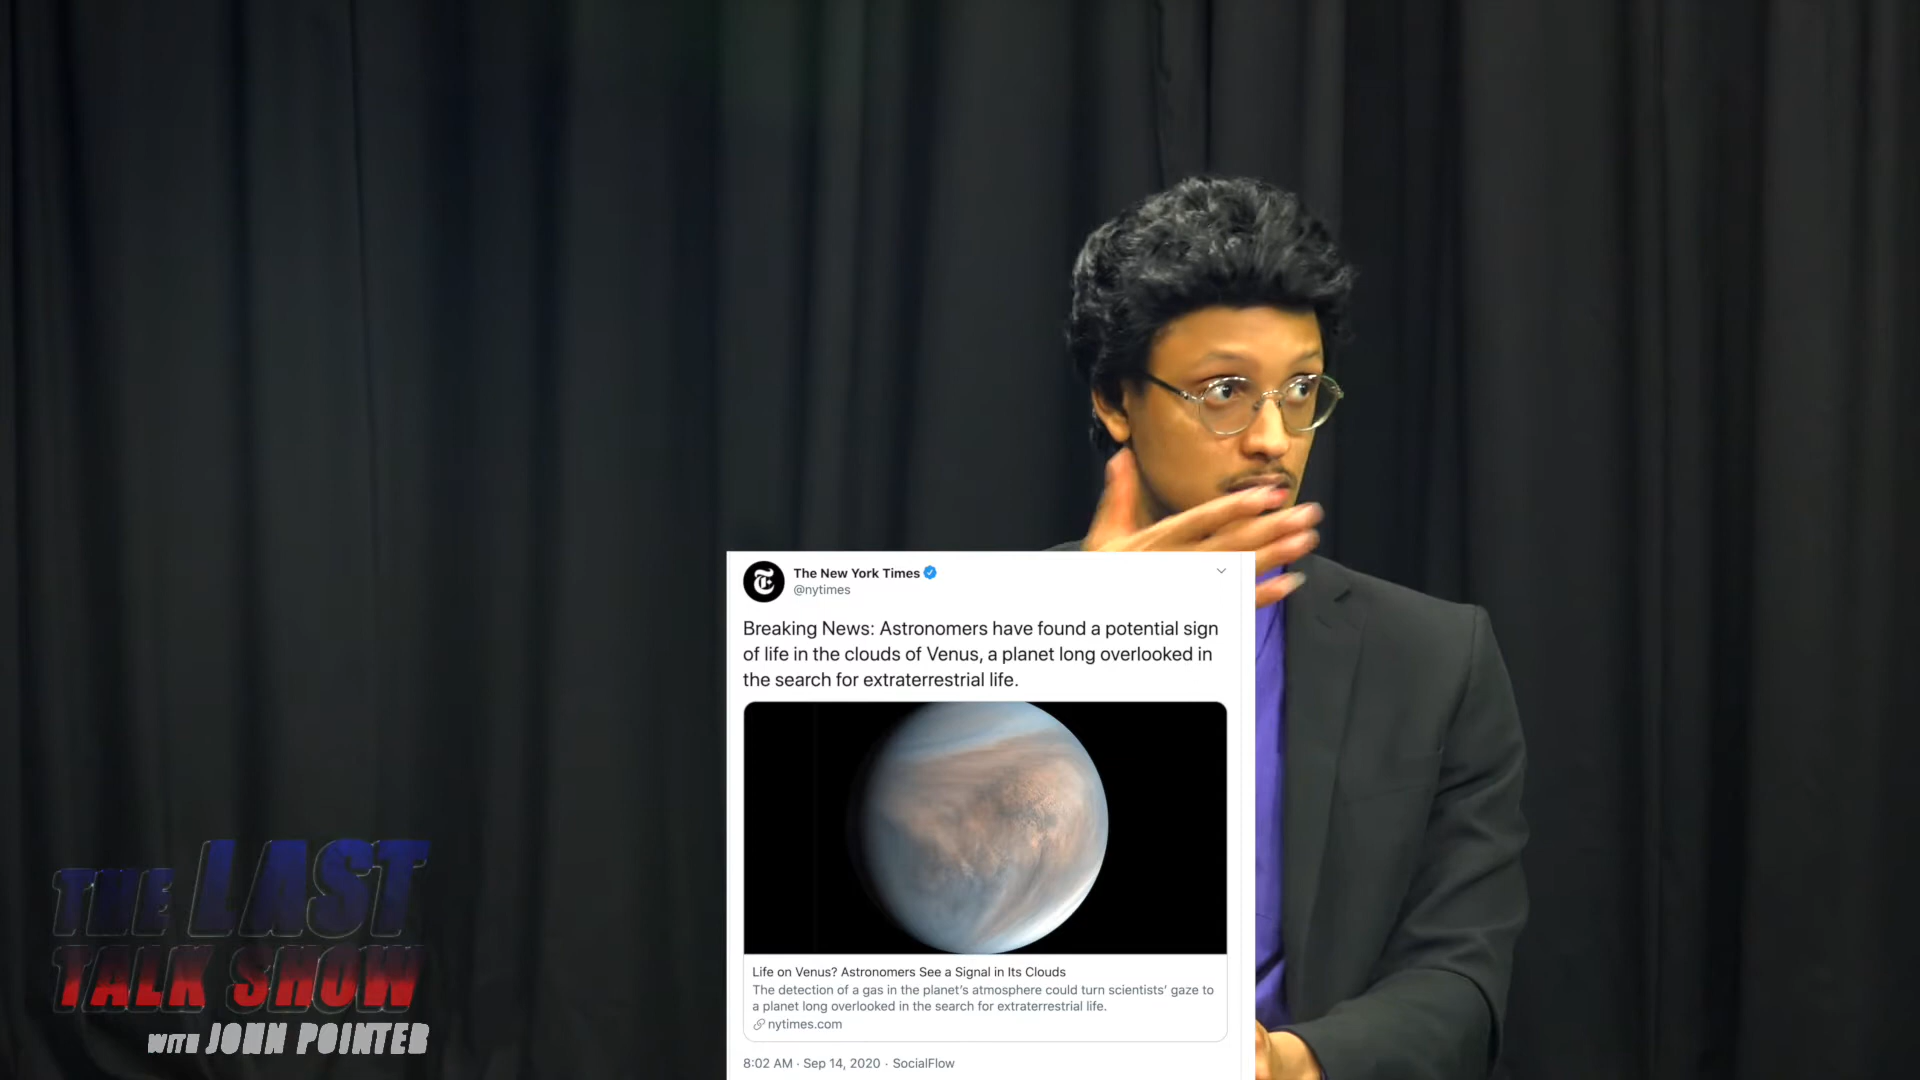 The New York Times
@nytimes
Breaking News: Astronomers have found a potential sign
of life in the clouds of Venus, a planet long overlooked in
the search for extraterrestrial life.
Life on Venus? Astronomers See a Signal in Its Clouds
The detection of a gas in the planet's atmosphere could turn scientists' gaze to
a planet long overlooked in the search for extraterrestrial life.
nytimes.com
8:02 AM · Sep 14, 2020 · SocialFlow
THE LAST
TALK SHOW
WITH JOHN POINTER